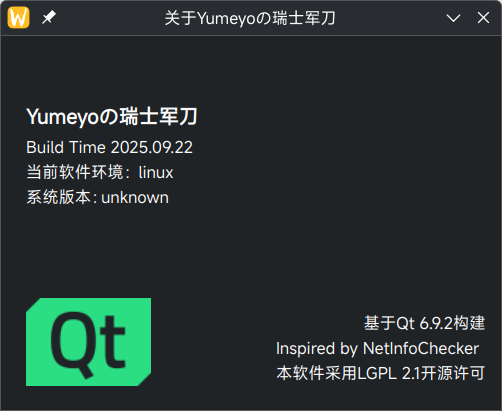 关于Yumeyoの瑞士军刀
Yumeyoの瑞士军刀
Build Time 2025.09.22
当前软件环境：linux
系统版本：unknown
Qt
基于Qt 6.9.2构建
Inspired by NetInfoChecker
本软件采用LGPL 2.1开源许可